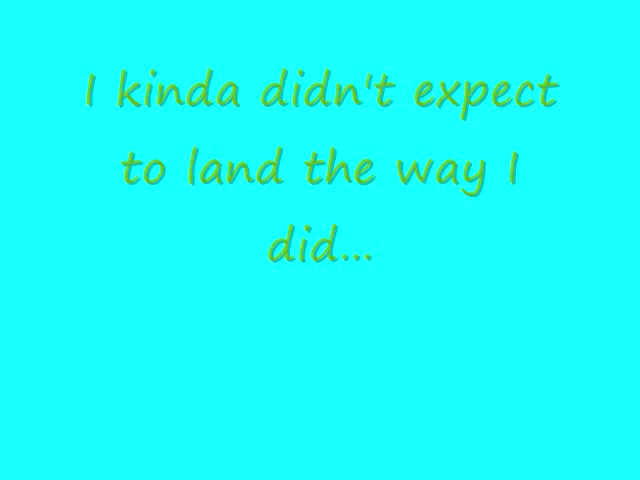 I kinda didn't expect
to land the way I
did...